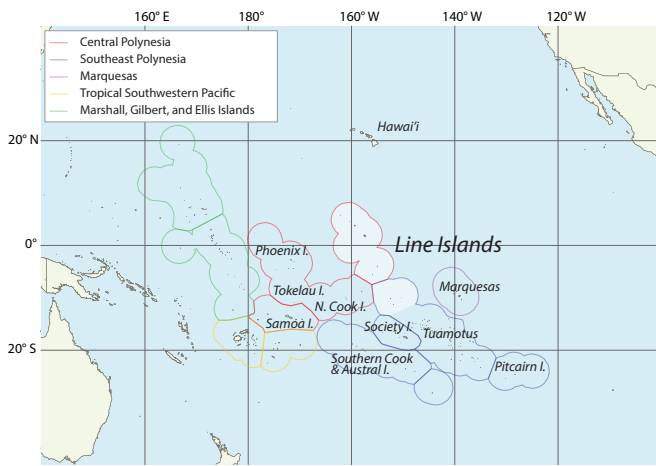 160° E
180°
160° W
140° W
120° W
Central Polynesia
Southeast Polynesia
Marquesas
Tropical Southwestern Pacific
Marshall, Gilbert, and Ellis Islands
Hawai'i
20° N
Line Islands
0°
Phoenix I.
Tokelau I.
Marquesas
N. Cook I.
Samoa I.
Society I.
Tuamotus
20° S
Southern Cook
& Austral I.
Pitcairn I.